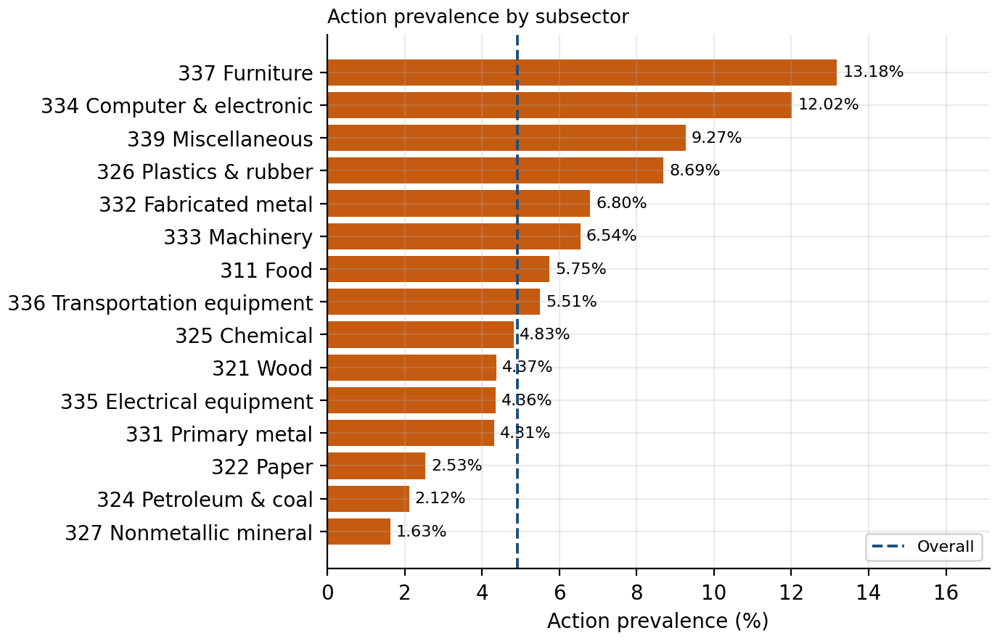 Action prevalence by subsector
337 Furniture 13.18%
334 Computer & electronic 12.02%
339 Miscellaneous 9.27%
326 Plastics & rubber 8.69%
332 Fabricated metal 6.80%
333 Machinery 6.54%
311 Food 5.75%
336 Transportation equipment 5.51%
325 Chemical 4.83%
321 Wood 4.37%
335 Electrical equipment 4.36%
331 Primary metal 4.31%
322 Paper 2.53%
324 Petroleum & coal 2.12%
327 Nonmetallic mineral 1.63%
Overall
0 2 4 6 8 10 12 14 16
Action prevalence (%)